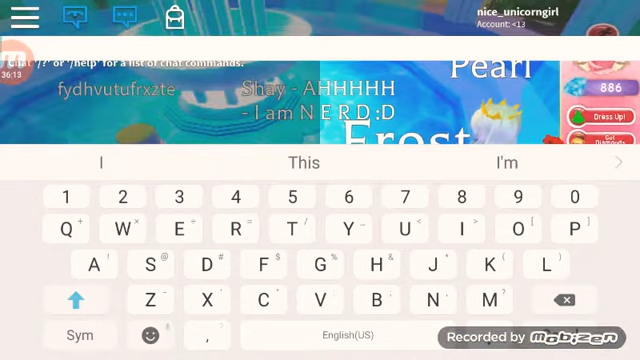 nice_unicorngirl
Account: <13
Chat '/?' or '/help' for a list of chat commands.
36:13
fydhvutufrxzte
Shay - AHHHHH
- I am N E R D :D
Pearl
Frost
886
Dress Up!
Get
Diamonds
I This I'm
1 2 3 4 5 6 7 8 9 0
Q + W × E ÷ R = T / Y _ U < I > O [ P ]
A ! S @ D # F $ G % H & J * K ( L )
Z - X ' C " V : B ; N , M ?
Sym , English(US)
Recorded by MOBIZEN